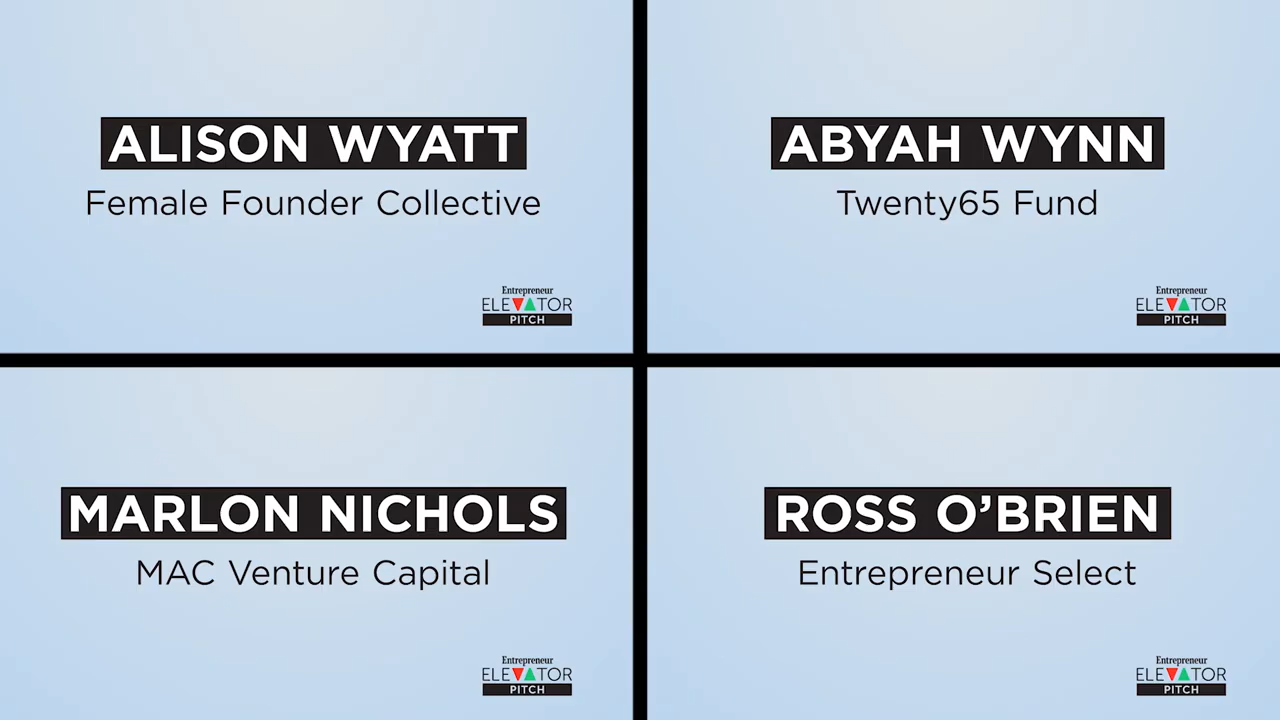 ALISON WYATT
Female Founder Collective
Entrepreneur
ELEVATOR
PITCH
ABYAH WYNN
Twenty65 Fund
Entrepreneur
ELEVATOR
PITCH
MARLON NICHOLS
MAC Venture Capital
Entrepreneur
ELEVATOR
PITCH
ROSS O’BRIEN
Entrepreneur Select
Entrepreneur
ELEVATOR
PITCH